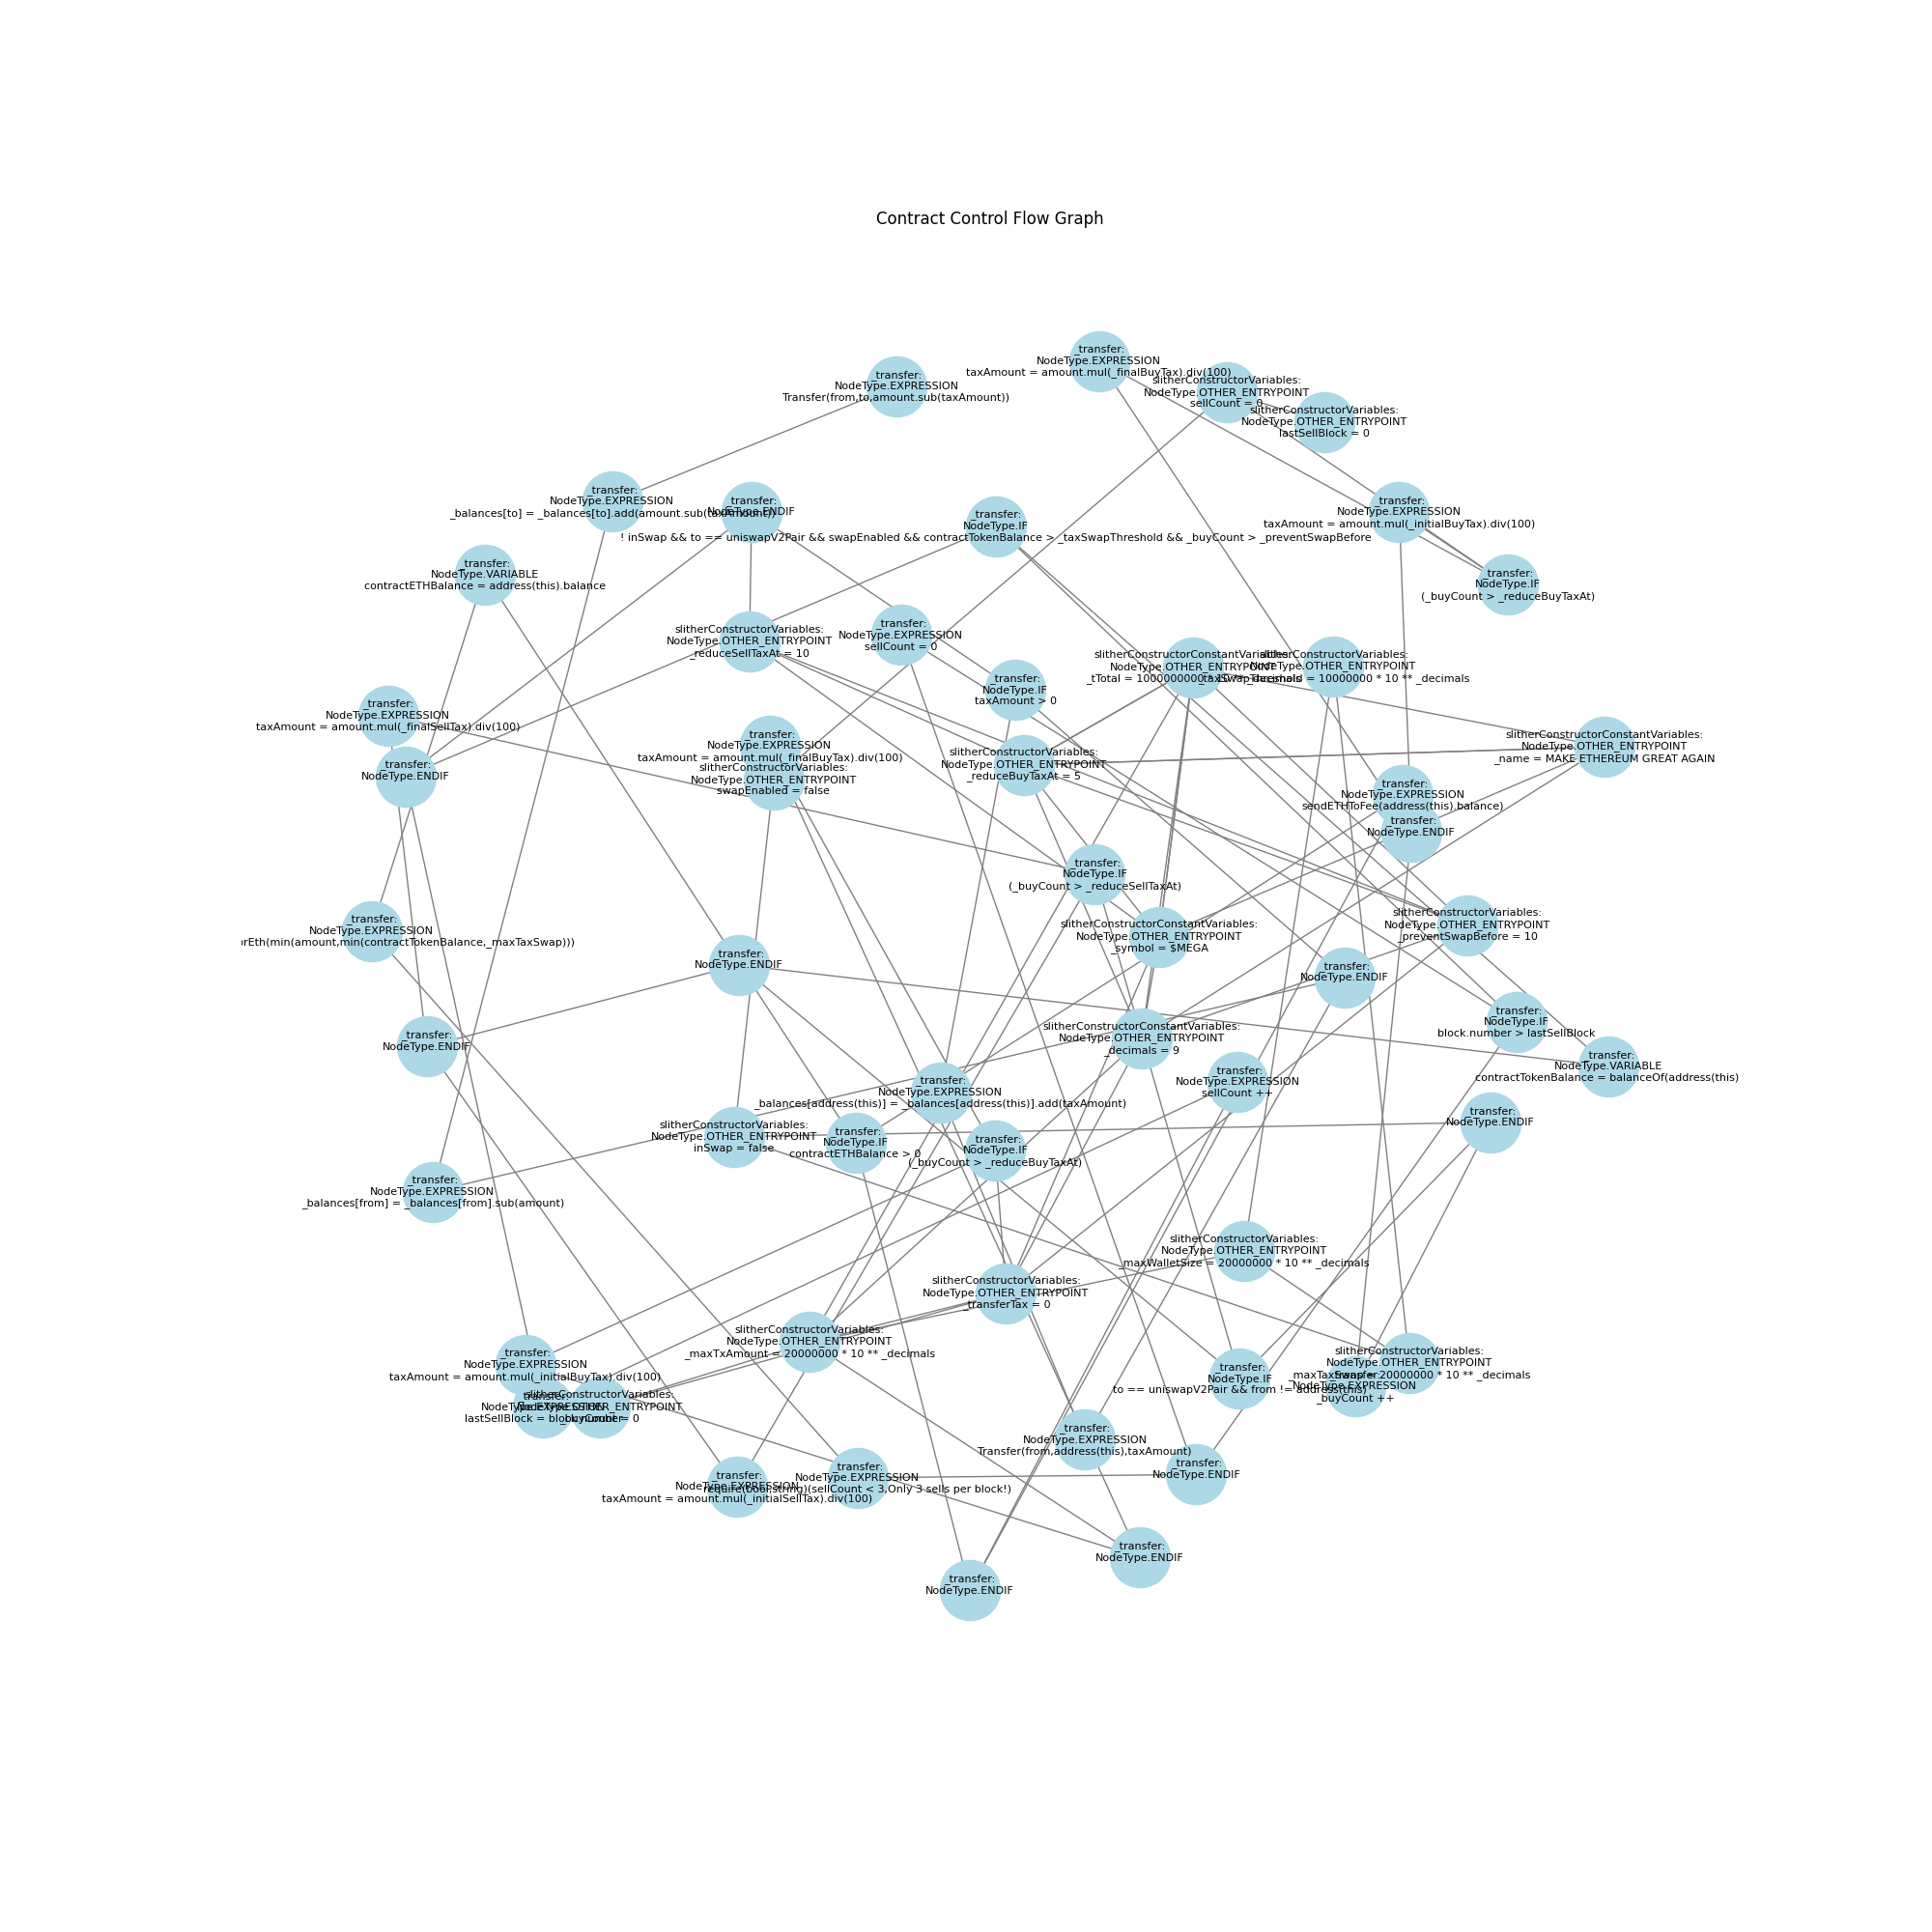 Contract Control Flow Graph
_transfer:
NodeType.EXPRESSION
taxAmount = amount.mul(_finalBuyTax).div(100)
_transfer:
NodeType.EXPRESSION
Transfer(from,to,amount.sub(taxAmount))
slitherConstructorVariables:
NodeType.OTHER_ENTRYPOINT
sellCount = 0
slitherConstructorVariables:
NodeType.OTHER_ENTRYPOINT
lastSellBlock = 0
_transfer:
NodeType.EXPRESSION
_balances[to] = _balances[to].add(amount.sub(taxAmount))
_transfer:
NodeType.ENDIF
_transfer:
NodeType.IF
! inSwap && to == uniswapV2Pair && swapEnabled && contractTokenBalance > _taxSwapThreshold && _buyCount > _preventSwapBefore
_transfer:
NodeType.EXPRESSION
taxAmount = amount.mul(_initialBuyTax).div(100)
_transfer:
NodeType.VARIABLE
contractETHBalance = address(this).balance
_transfer:
NodeType.IF
(_buyCount > _reduceBuyTaxAt)
slitherConstructorVariables:
NodeType.OTHER_ENTRYPOINT
_reduceSellTaxAt = 10
_transfer:
NodeType.EXPRESSION
sellCount = 0
slitherConstructorConstantVariables:
NodeType.OTHER_ENTRYPOINT
_tTotal = 1000000000 * 10 ** _decimals
slitherConstructorVariables:
NodeType.OTHER_ENTRYPOINT
_taxSwapThreshold = 10000000 * 10 ** _decimals
_transfer:
NodeType.IF
taxAmount > 0
_transfer:
NodeType.EXPRESSION
taxAmount = amount.mul(_finalSellTax).div(100)
_transfer:
NodeType.EXPRESSION
taxAmount = amount.mul(_finalBuyTax).div(100)
slitherConstructorConstantVariables:
NodeType.OTHER_ENTRYPOINT
_name = MAKE ETHEREUM GREAT AGAIN
slitherConstructorVariables:
NodeType.OTHER_ENTRYPOINT
_reduceBuyTaxAt = 5
_transfer:
NodeType.ENDIF
slitherConstructorVariables:
NodeType.OTHER_ENTRYPOINT
swapEnabled = false
_transfer:
NodeType.EXPRESSION
sendETHToFee(address(this).balance)
_transfer:
NodeType.ENDIF
_transfer:
NodeType.IF
(_buyCount > _reduceSellTaxAt)
_transfer:
NodeType.EXPRESSION
rEth(min(amount,min(contractTokenBalance,_maxTaxSwap)))
slitherConstructorConstantVariables:
NodeType.OTHER_ENTRYPOINT
_symbol = $MEGA
slitherConstructorVariables:
NodeType.OTHER_ENTRYPOINT
_preventSwapBefore = 10
_transfer:
NodeType.ENDIF
_transfer:
NodeType.ENDIF
_transfer:
NodeType.IF
block.number > lastSellBlock
_transfer:
NodeType.ENDIF
slitherConstructorConstantVariables:
NodeType.OTHER_ENTRYPOINT
_decimals = 9
_transfer:
NodeType.VARIABLE
contractTokenBalance = balanceOf(address(this)
_transfer:
NodeType.EXPRESSION
sellCount ++
_transfer:
NodeType.EXPRESSION
_balances[address(this)] = _balances[address(this)].add(taxAmount)
_transfer:
NodeType.ENDIF
slitherConstructorVariables:
NodeType.OTHER_ENTRYPOINT
inSwap = false
_transfer:
NodeType.IF
contractETHBalance > 0
_transfer:
NodeType.IF
(_buyCount > _reduceBuyTaxAt)
_transfer:
NodeType.EXPRESSION
_balances[from] = _balances[from].sub(amount)
slitherConstructorVariables:
NodeType.OTHER_ENTRYPOINT
_maxWalletSize = 20000000 * 10 ** _decimals
slitherConstructorVariables:
NodeType.OTHER_ENTRYPOINT
_transferTax = 0
slitherConstructorVariables:
NodeType.OTHER_ENTRYPOINT
_maxTxAmount = 20000000 * 10 ** _decimals
_transfer:
NodeType.EXPRESSION
taxAmount = amount.mul(_initialBuyTax).div(100)
_transfer:
NodeType.IF
to == uniswapV2Pair && from != address(this)
slitherConstructorVariables:
NodeType.OTHER_ENTRYPOINT
_maxTaxSwap = 20000000 * 10 ** _decimals
_transfer:
NodeType.EXPRESSION
_buyCount ++
_transfer:
NodeType.EXPRESSION
lastSellBlock = block.number
slitherConstructorVariables:
NodeType.OTHER_ENTRYPOINT
_buyCount = 0
_transfer:
NodeType.EXPRESSION
Transfer(from,address(this),taxAmount)
_transfer:
NodeType.ENDIF
_transfer:
NodeType.EXPRESSION
require(bool,string)(sellCount < 3,Only 3 sells per block!)
_transfer:
NodeType.EXPRESSION
taxAmount = amount.mul(_initialSellTax).div(100)
_transfer:
NodeType.ENDIF
_transfer:
NodeType.ENDIF